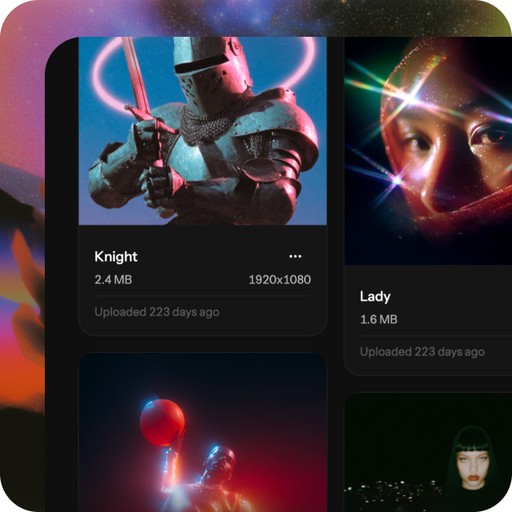 Knight
2.4 MB 1920x1080
Uploaded 223 days ago
Lady
1.6 MB
Uploaded 223 days ago